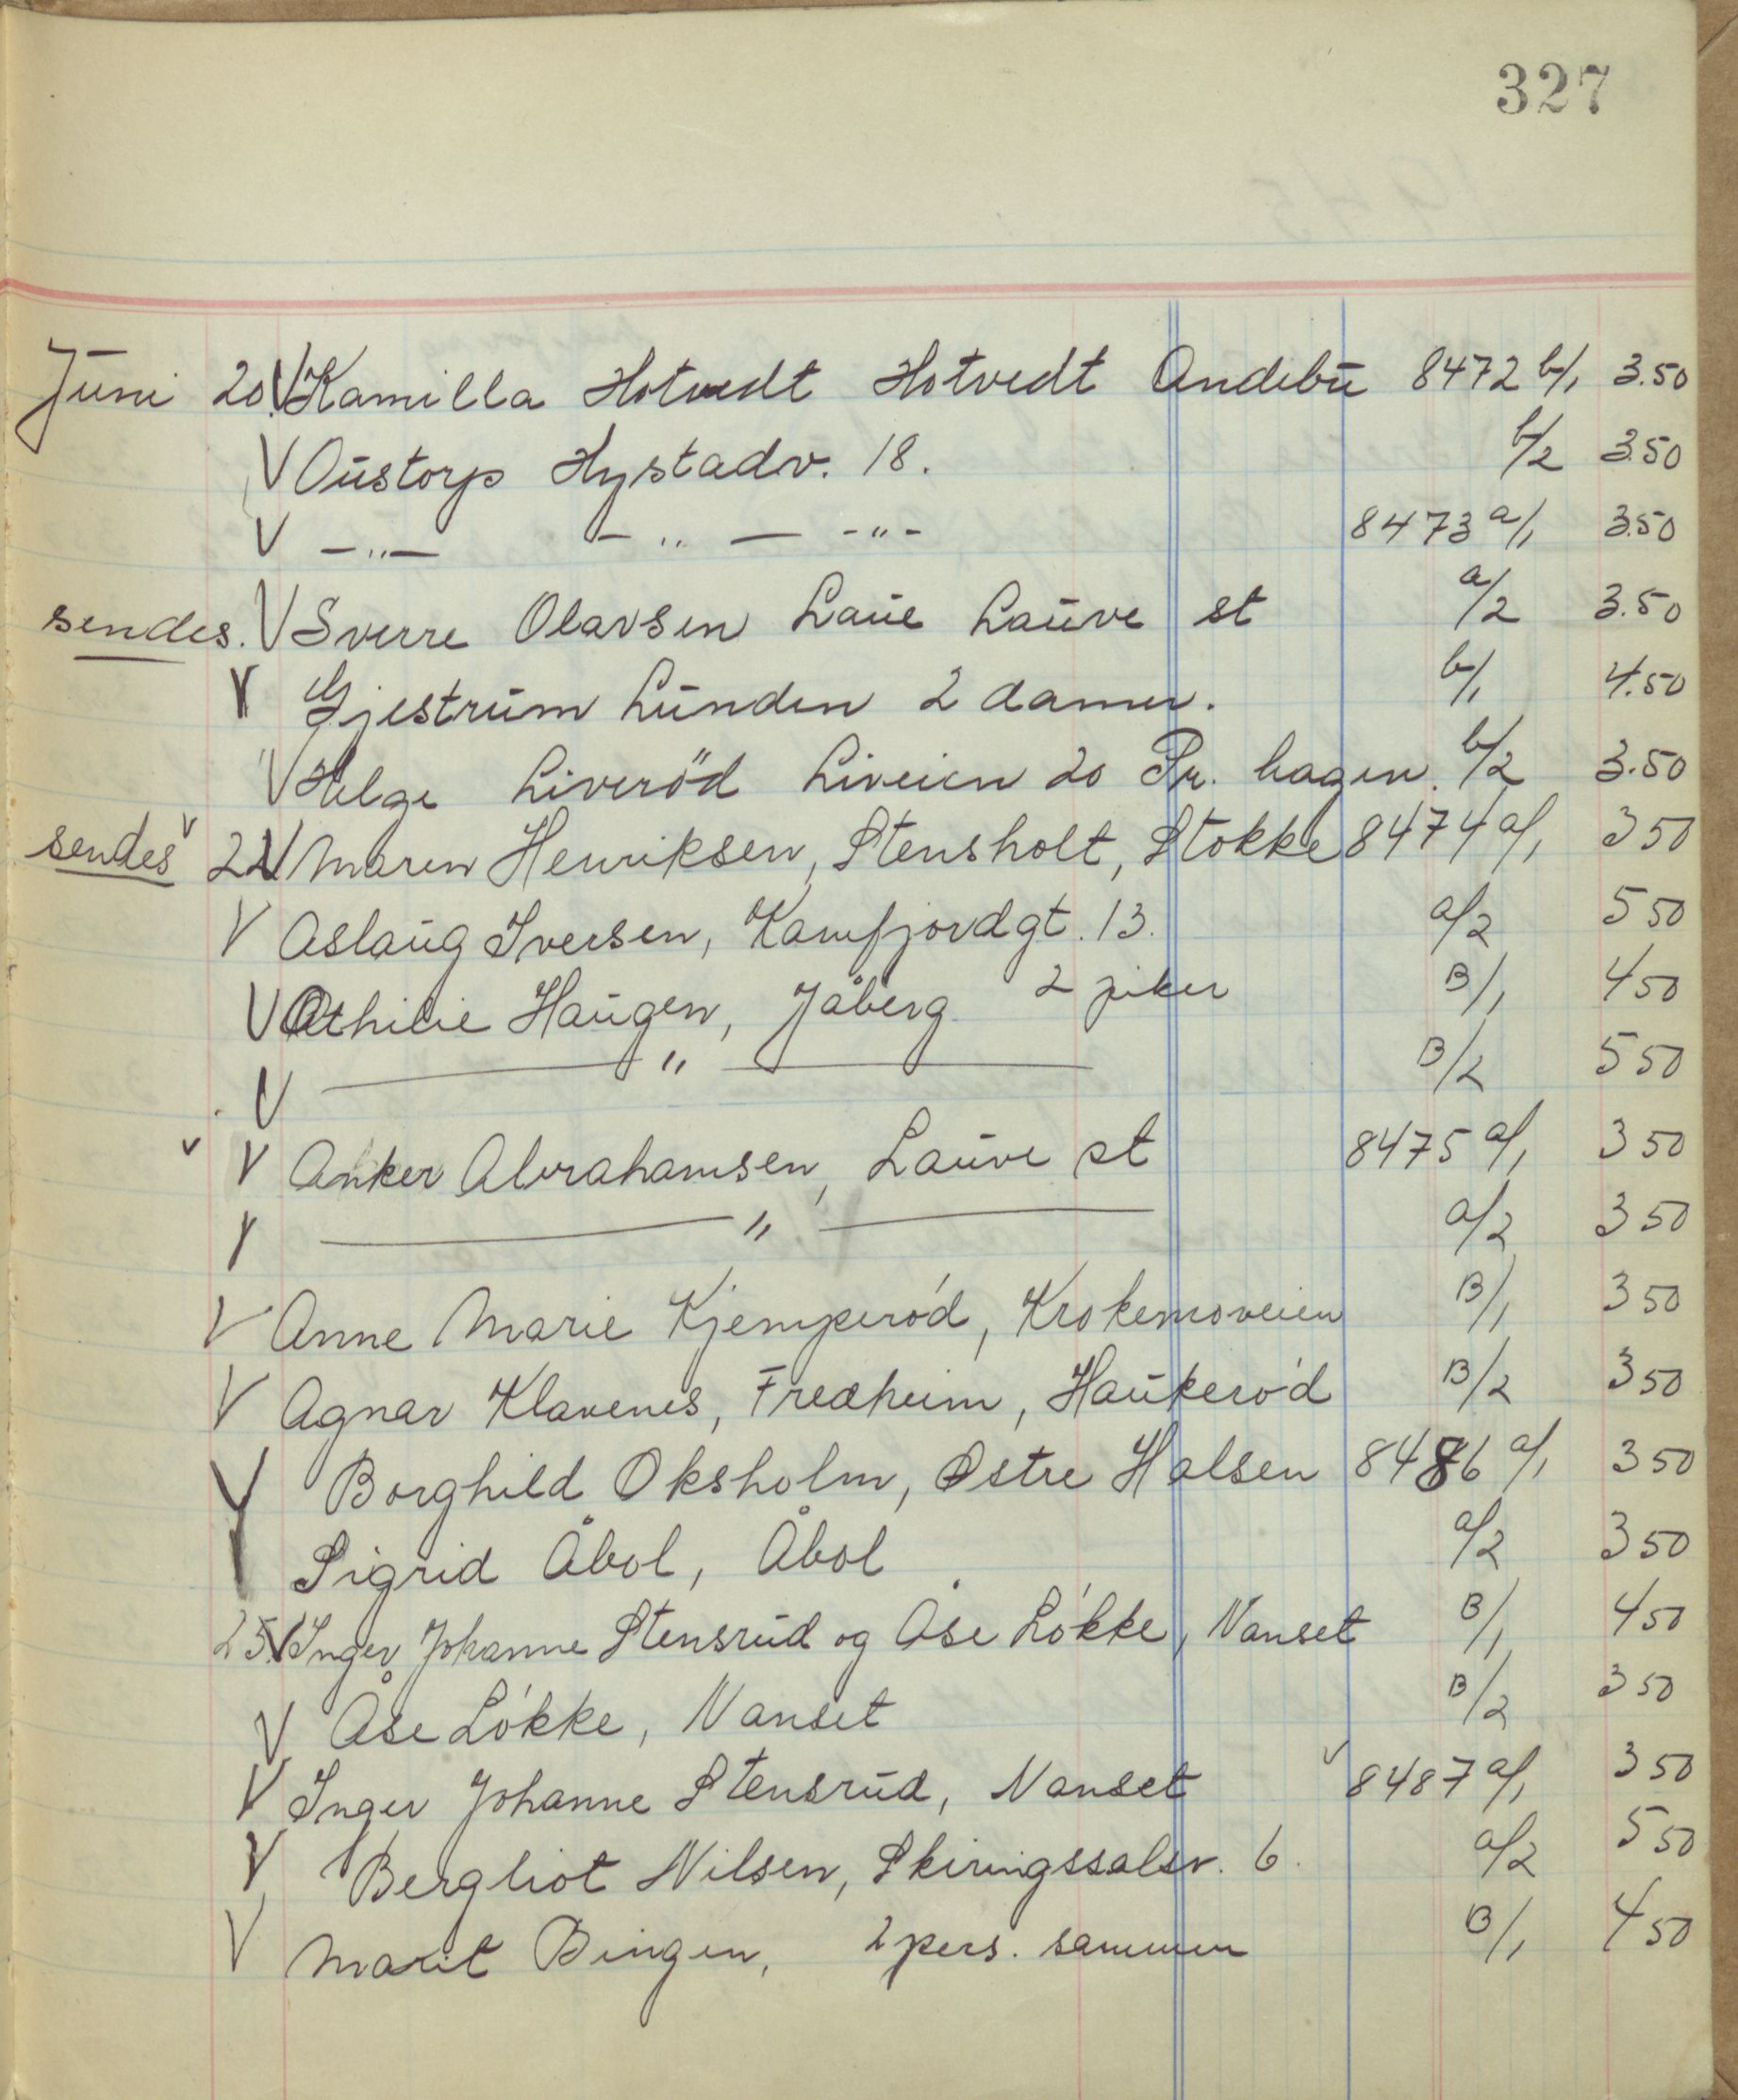 327
Juni 20. V Kamilla Hotvedt Hotvedt Andebu 8472 b/1 3.50
V Oustorp Hystadv. 18. b/2 3.50
V —"— —"— -"- 8473 a/1 3.50
sendes. V Sverre Olavsen Laue Lauve st a/2 3.50
V Gjestrum Lunden 2 damer. b/1 4.50
V Helge Liveröd Liveien 20 Pr. hagen. b/2 3.50
sendes v 22 V Maren Henriksen, Stensholt, Stokke 8474 a/1 3 50
V Aslaug Iversen, Kamfjordgt. 13. a/2 5 50
V Othilie Haugen, Jåberg 2 piker B/1 4 50
V —"— B/2 5 50
v V Anker Abrahamsen, Lauve st 8475 a/1 3 50
V —"— a/2 3 50
V Anne Marie Kjemperód, Krokemoveien B/1 3 50
V Agnar Klavenes, Fredheim, Haukeród B/2 3 50
V Borghild Oksholm, Østre Halsen 8486 a/1 3 50
V Sigrid Åbol, Åbol a/2 3 50
25. V Inger Johanne Stensrud og Åse Lókke, Nanset B/1 4 50
V Åse Lókke, Nanset B/2 3 50
V Inger Johanne Stensrud, Nanset v 8487 a/1 3 50
V Bergliot Nilsen, Skiringssalsv. 6. a/2 5 50
V Marit Bingen, 2 pers. sammen B/1 4 50